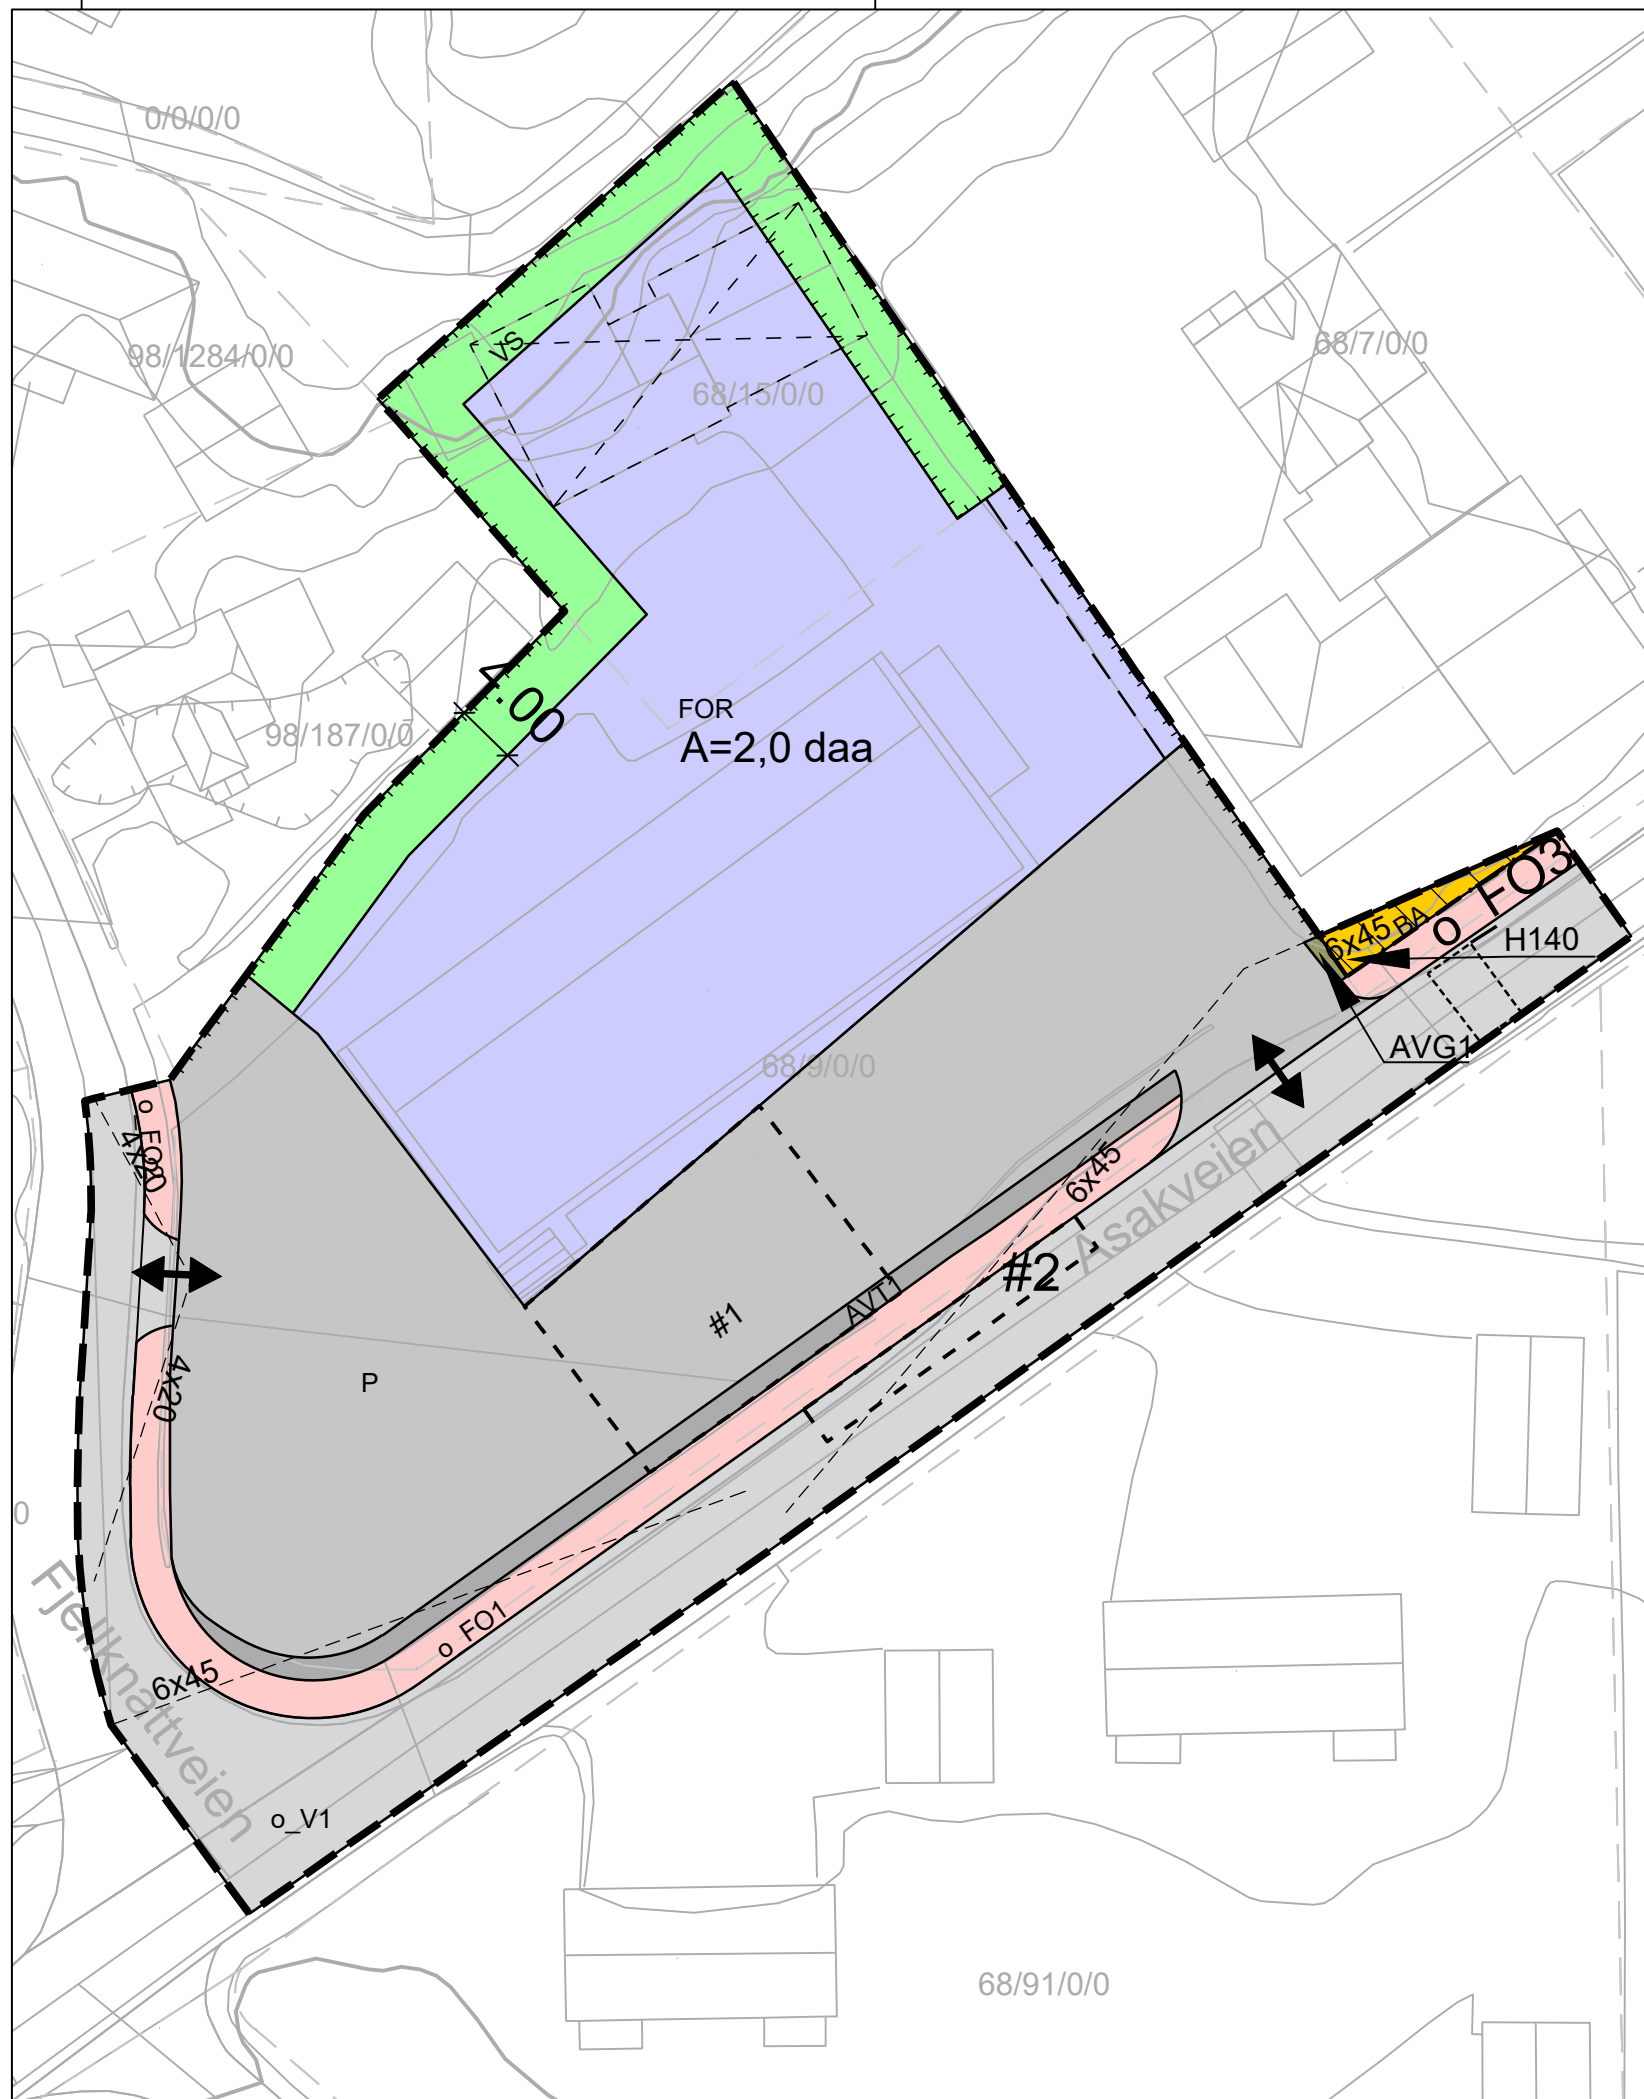 0/0/0/0
98/1284/0/0
VS
68/7/0/0
68/15/0/0
4.00
98/187/0/0
FOR
A=2,0 daa
o_FO3
6x45
BA
H140
AVG1
68/9/0/0
4x20
6x45
Asakveien
#2
AVT
#1
4x20
P
0
Fjellknattveien
o_FO1
6x45
o_V1
68/91/0/0